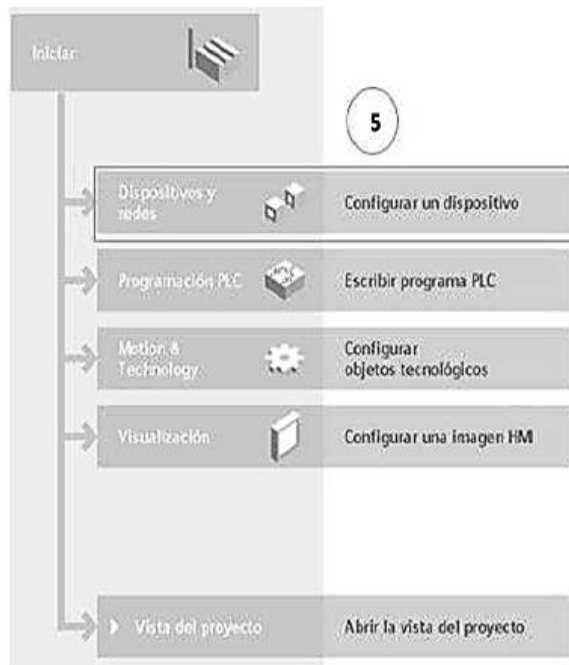 Iniciar
5
Dispositivos y
redes
Configurar un dispositivo
Programación PLC
Escribir programa PLC
Motion &
Technology
Configurar
objetos tecnológicos
Visualización
Configurar una imagen HMI
Vista del proyecto
Abrir la vista del proyecto